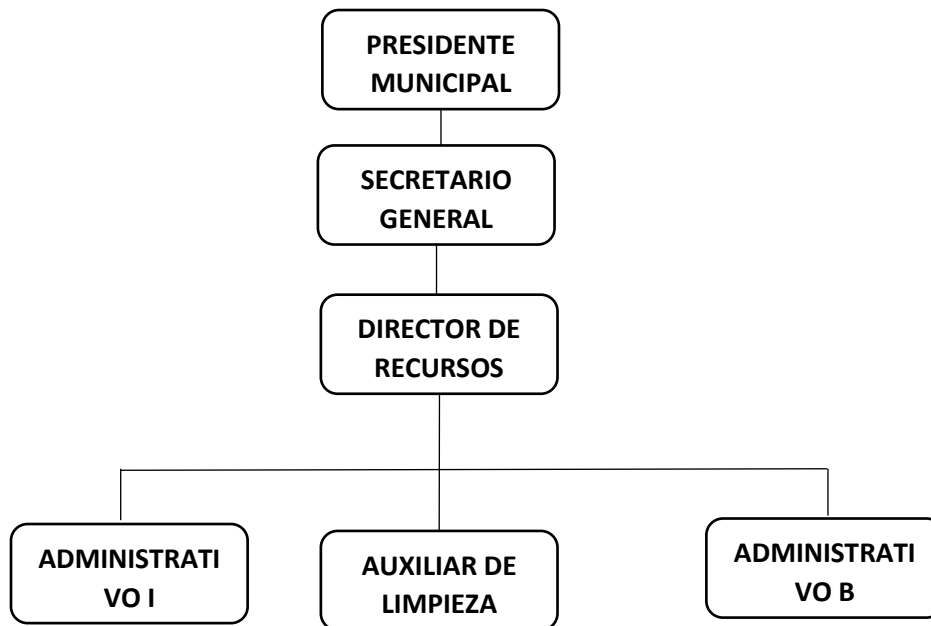 PRESIDENTE
MUNICIPAL
SECRETARIO
GENERAL
DIRECTOR DE
RECURSOS
ADMINISTRATI
VO I
AUXILIAR DE
LIMPIEZA
ADMINISTRATI
VO B